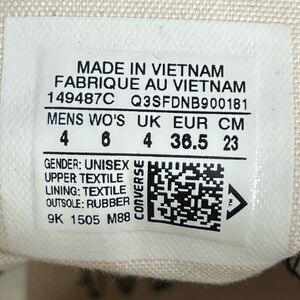 MADE IN VIETNAM
FABRIQUE AU VIETNAM
149487C Q3SFDNB900181
MENS WO'S UK EUR CM
4 6 4 36.5 23
GENDER: UNISEX
UPPER:TEXTILE
LINING: TEXTILE
OUTSOLE: RUBBER
9K 1505 M88
CONVERSE